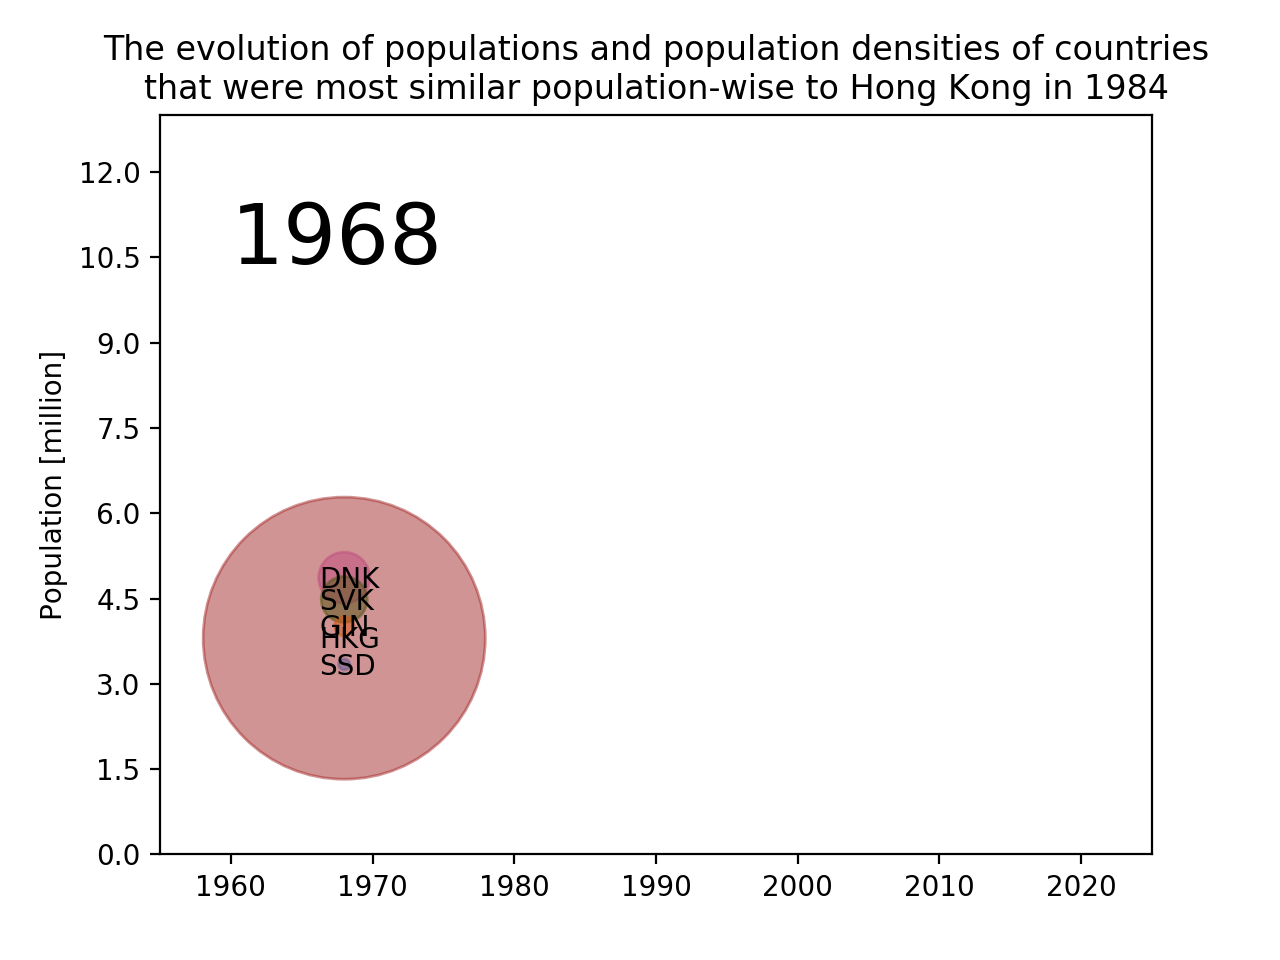 The evolution of populations and population densities of countries
that were most similar population-wise to Hong Kong in 1984
12.0
1968
10.5
9.0
7.5
Population [million]
6.0
DNK
4.5
SVK
GIN
HKG
SSD
3.0
1.5
0.0
1960 1970 1980 1990 2000 2010 2020